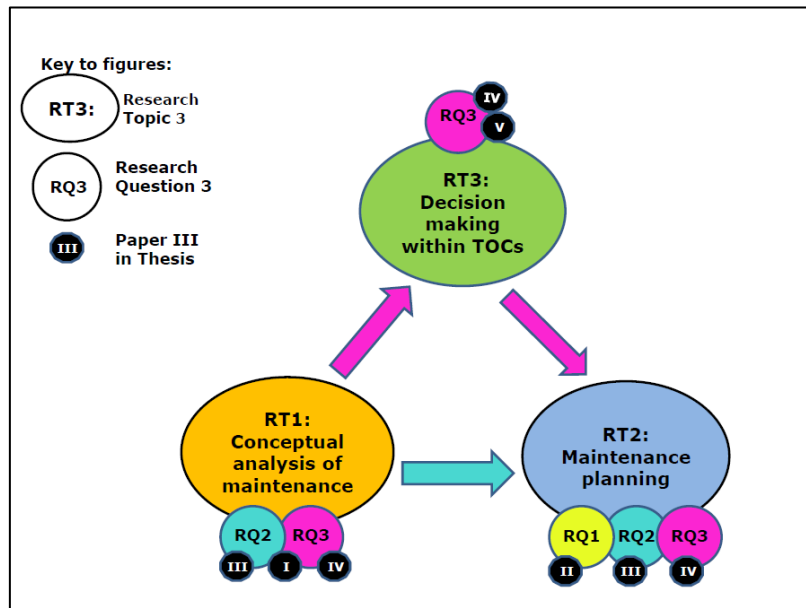 Key to figures:
RT3:
Research
Topic 3
RQ3
Research
Question 3
III
Paper III
in Thesis
IV
RQ3
V
RT3:
Decision
making
within TOCs
RT1:
Conceptual
analysis of
maintenance
RQ2
RQ3
III
I
IV
RT2:
Maintenance
planning
RQ1
RQ2
RQ3
II
III
IV